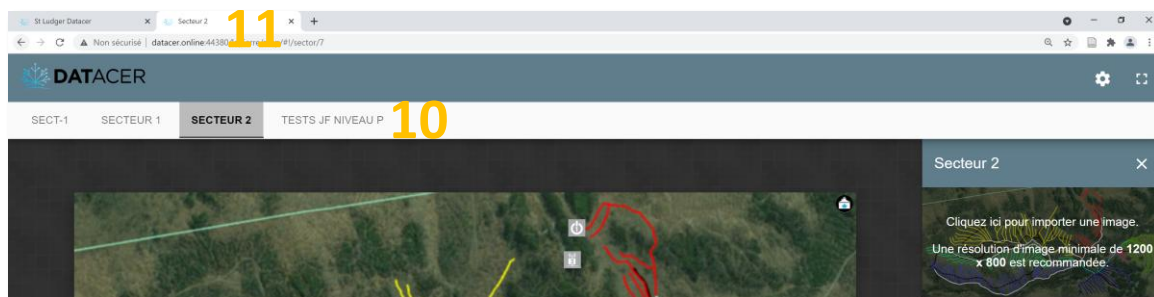 St Ludger Datacer
Secteur 2
11
Non sécurisé | datacer.online:44380
/#!/sector/7
DATACER
SECT-1
SECTEUR 1
SECTEUR 2
TESTS JF NIVEAU P
10
Secteur 2
Cliquez ici pour importer une image.
Une résolution d'image minimale de 1200
x 800 est recommandée.